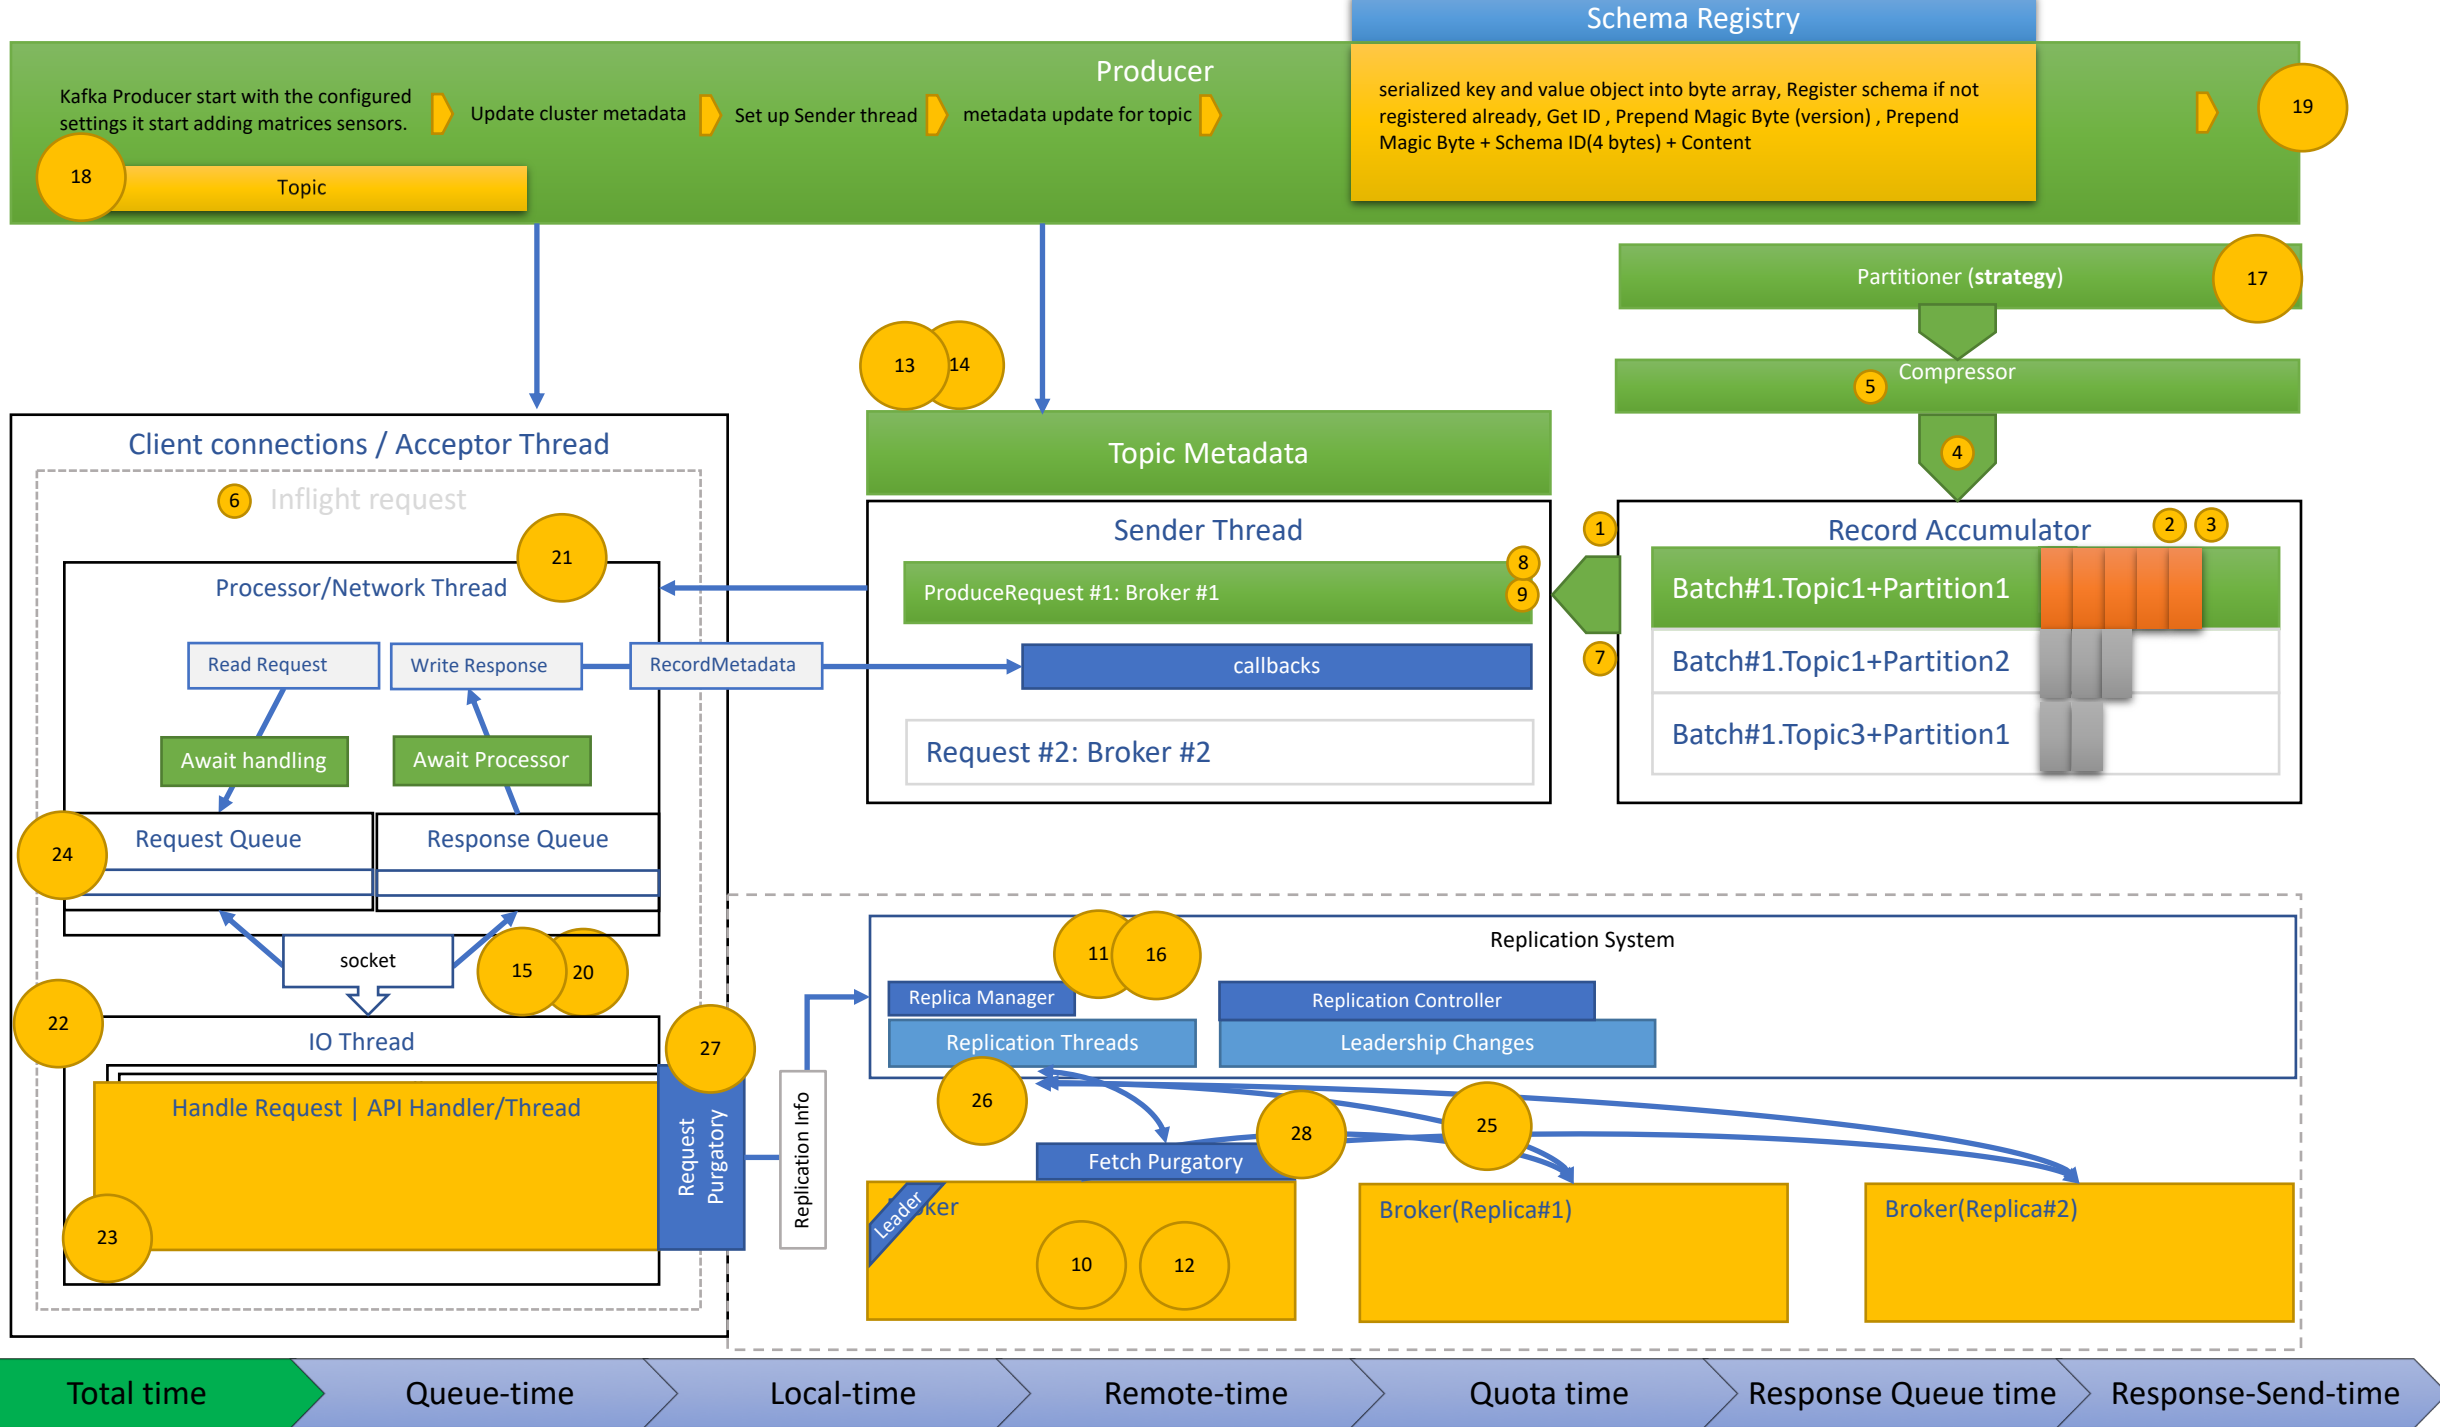 Schema Registry
Producer
Kafka Producer start with the configured
settings it start adding matrices sensors.
Update cluster metadata
Set up Sender thread
metadata update for topic
serialized key and value object into byte array, Register schema if not
registered already, Get ID , Prepend Magic Byte (version) , Prepend
Magic Byte + Schema ID(4 bytes) + Content
19
18
Topic
Partitioner (strategy)
17
13
14
Compressor
5
4
Client connections / Acceptor Thread
6
Inflight request
Topic Metadata
21
Processor/Network Thread
Sender Thread
8
ProduceRequest #1: Broker #1
9
1
7
Record Accumulator
2
3
Batch#1.Topic1+Partition1
Batch#1.Topic1+Partition2
Batch#1.Topic3+Partition1
Read Request
Write Response
RecordMetadata
callbacks
Request #2: Broker #2
Await handling
Await Processor
24
Request Queue
Response Queue
socket
15
20
22
IO Thread
27
Handle Request | API Handler/Thread
23
Request
Purgatory
Replication Info
Replication System
11
16
Replica Manager
Replication Controller
Replication Threads
Leadership Changes
26
28
25
Fetch Purgatory
Leader
10
12
Broker(Replica#1)
Broker(Replica#2)
Total time
Queue-time
Local-time
Remote-time
Quota time
Response Queue time
Response-Send-time